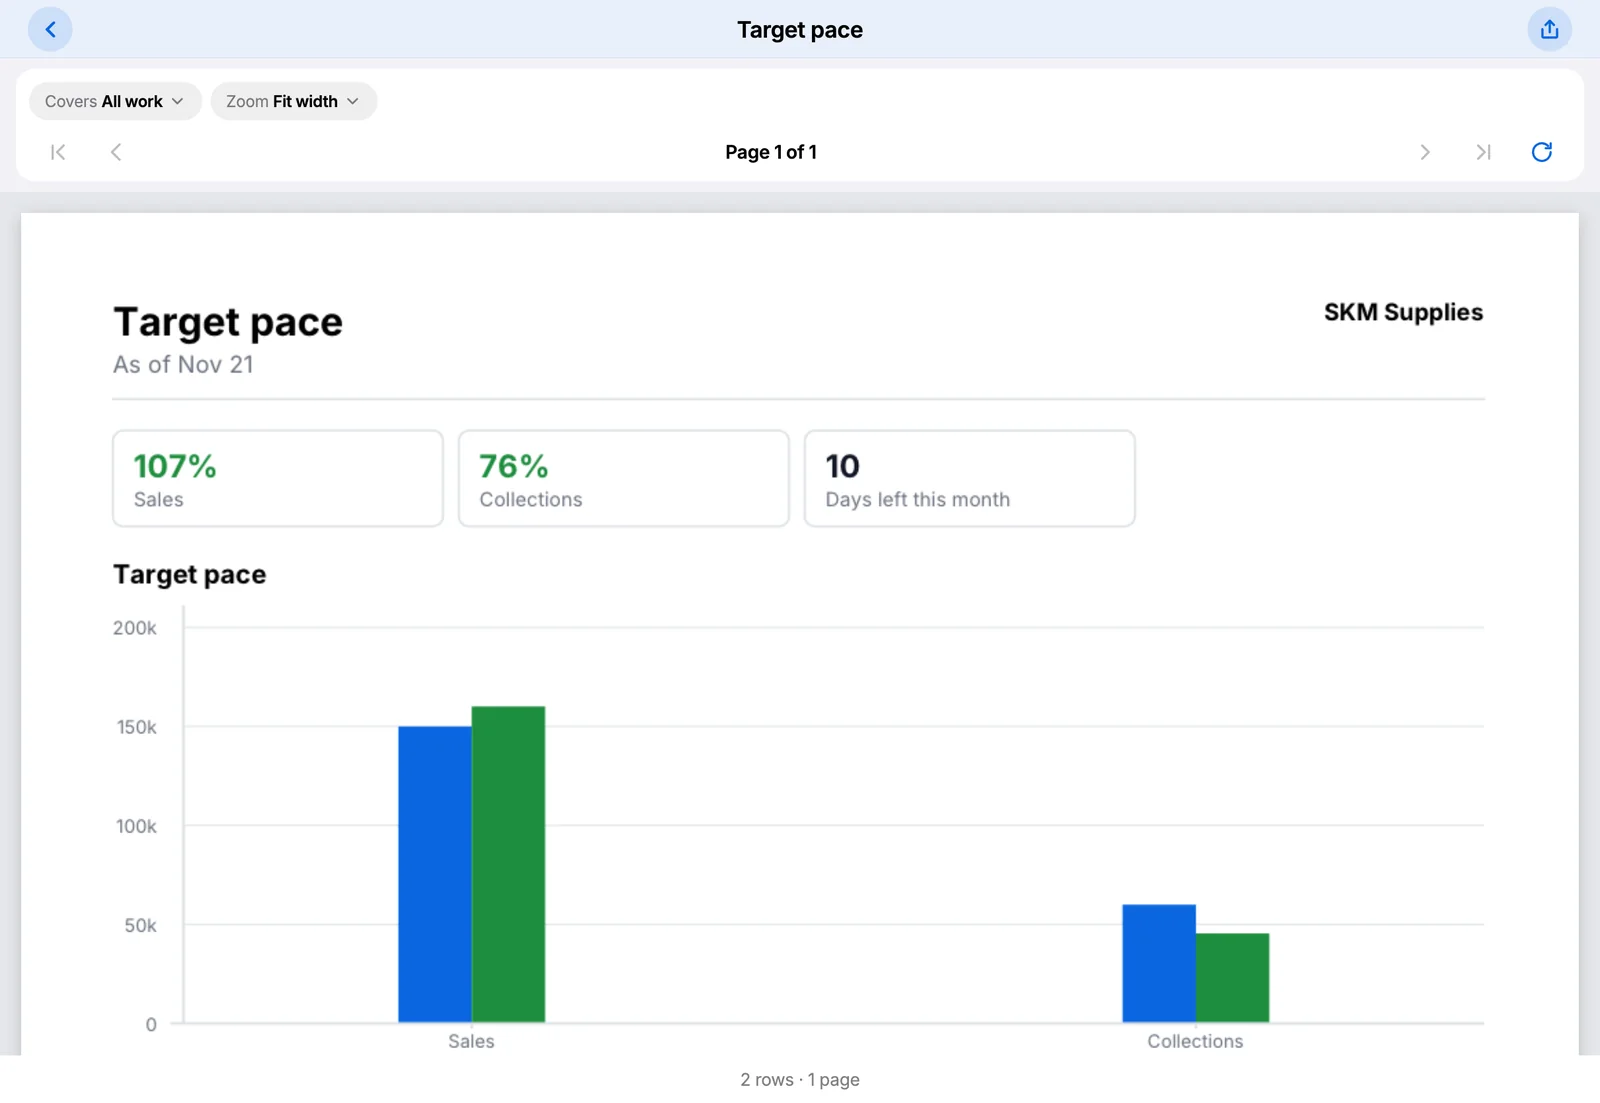 Target pace
Covers All work
Zoom Fit width
Page 1 of 1
Target pace
SKM Supplies
As of Nov 21
107%
Sales
76%
Collections
10
Days left this month
Target pace
200k
150k
100k
50k
0
Sales
Collections
2 rows · 1 page